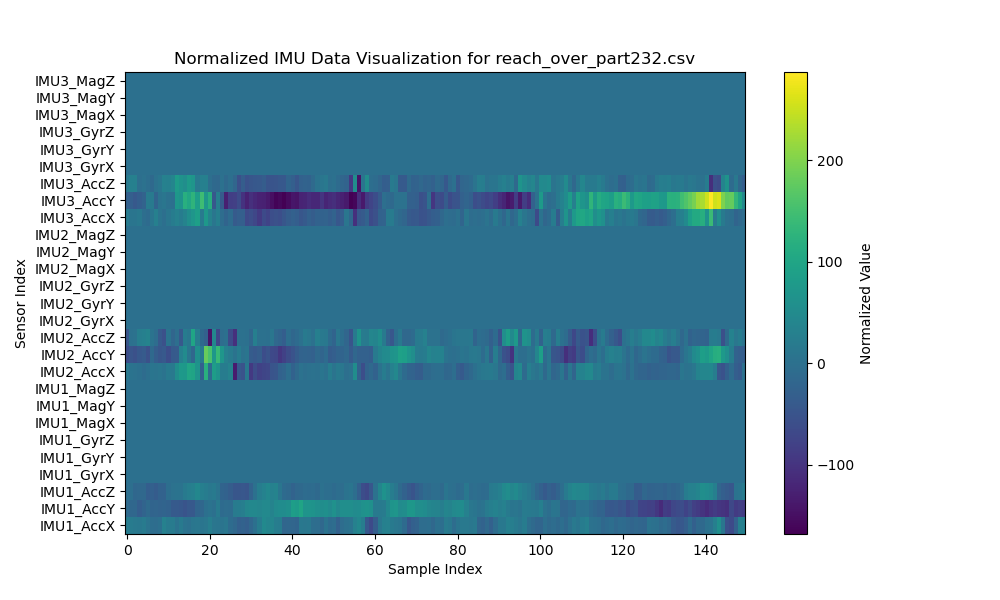 Normalized IMU Data Visualization for reach_over_part232.csv
IMU3_MagZ
IMU3_MagY
IMU3_MagX
IMU3_GyrZ
IMU3_GyrY
IMU3_GyrX
IMU3_AccZ
IMU3_AccY
IMU3_AccX
IMU2_MagZ
IMU2_MagY
IMU2_MagX
IMU2_GyrZ
IMU2_GyrY
IMU2_GyrX
IMU2_AccZ
IMU2_AccY
IMU2_AccX
IMU1_MagZ
IMU1_MagY
IMU1_MagX
IMU1_GyrZ
IMU1_GyrY
IMU1_GyrX
IMU1_AccZ
IMU1_AccY
IMU1_AccX
Sensor Index
0 20 40 60 80 100 120 140
Sample Index
200
100
0
−100
Normalized Value